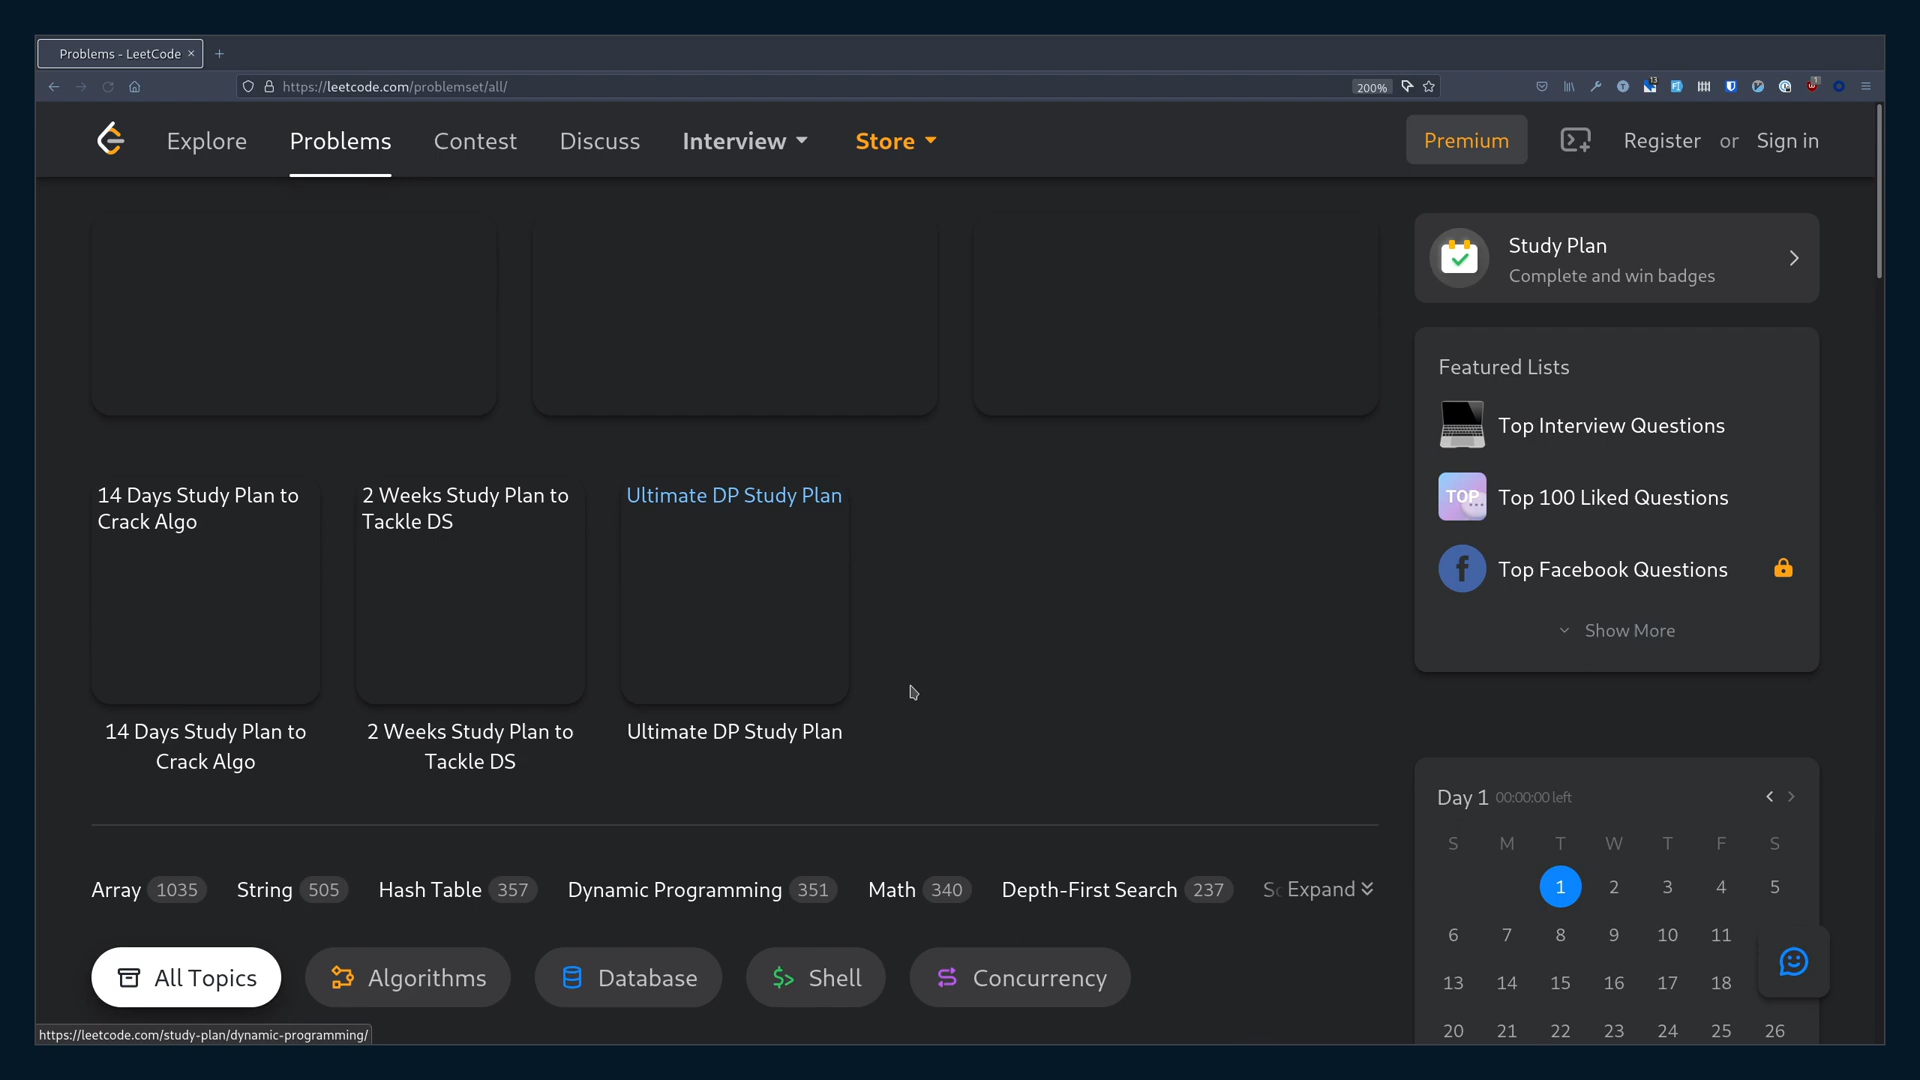 Problems - LeetCode ×
https://leetcode.com/problemset/all/
200%
13
1
Explore
Problems
Contest
Discuss
Interview
Store
Premium
Register or Sign in
14 Days Study Plan to
Crack Algo
2 Weeks Study Plan to
Tackle DS
Ultimate DP Study Plan
14 Days Study Plan to
Crack Algo
2 Weeks Study Plan to
Tackle DS
Ultimate DP Study Plan
Study Plan
Complete and win badges
Featured Lists
Top Interview Questions
TOP
Top 100 Liked Questions
f
Top Facebook Questions
Show More
Day 1 00:00:00 left
S M T W T F S
1 2 3 4 5
6 7 8 9 10 11
13 14 15 16 17 18
20 21 22 23 24 25 26
Array 1035 String 505 Hash Table 357 Dynamic Programming 351 Math 340 Depth-First Search 237 Expand
All Topics
Algorithms
Database
$> Shell
Concurrency
https://leetcode.com/study-plan/dynamic-programming/